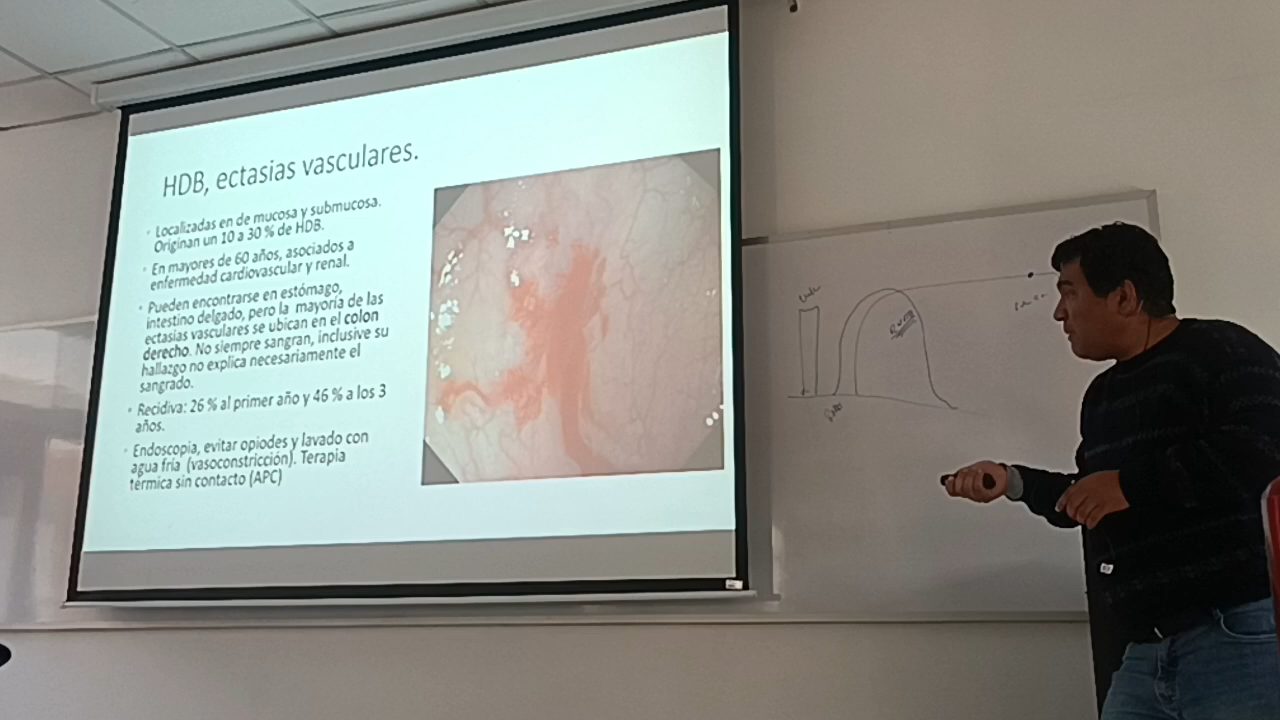 HDB, ectasias vasculares.
Localizadas en de mucosa y submucosa.
Originan un 10 a 30 % de HDB.
En mayores de 60 años, asociados a
enfermedad cardiovascular y renal.
Pueden encontrarse en estómago,
intestino delgado, pero la mayoría de las
ectasias vasculares se ubican en el colon
derecho. No siempre sangran, inclusive su
hallazgo no explica necesariamente el
sangrado.
Recidiva: 26 % al primer año y 46 % a los 3
años.
Endoscopia, evitar opiodes y lavado con
agua fría (vasoconstricción). Terapia
térmica sin contacto (APC)